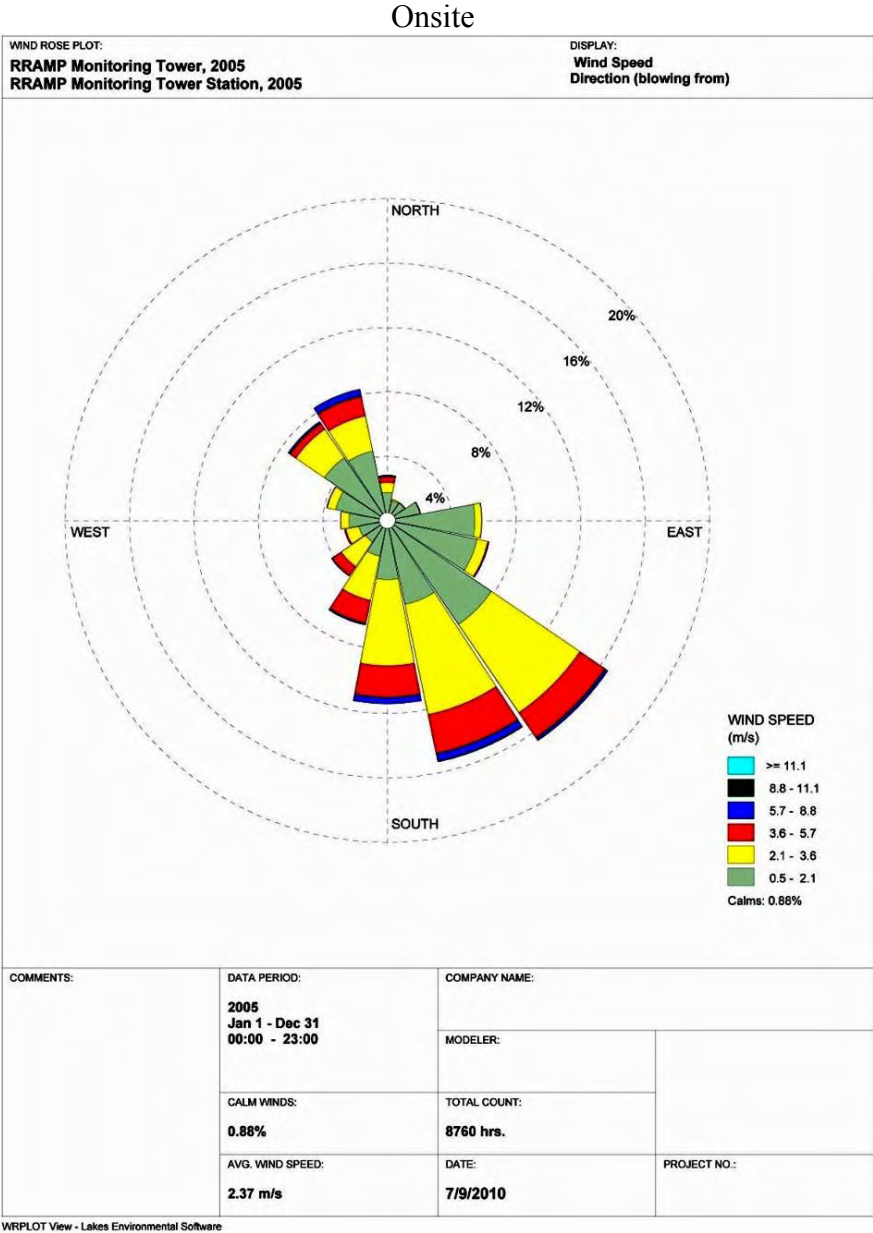 Onsite
WIND ROSE PLOT:
RRAMP Monitoring Tower, 2005
RRAMP Monitoring Tower Station, 2005
DISPLAY:
Wind Speed
Direction (blowing from)
NORTH
20%
16%
12%
8%
4%
WEST
EAST
SOUTH
WIND SPEED
(m/s)
>= 11.1
8.8 - 11.1
5.7 - 8.8
3.6 - 5.7
2.1 - 3.6
0.5 - 2.1
Calms: 0.88%
COMMENTS:
DATA PERIOD:
2005
Jan 1 - Dec 31
00:00 - 23:00
COMPANY NAME:
MODELER:
CALM WINDS:
0.88%
TOTAL COUNT:
8760 hrs.
AVG. WIND SPEED:
2.37 m/s
DATE:
7/9/2010
PROJECT NO.:
WRPLOT View - Lakes Environmental Software